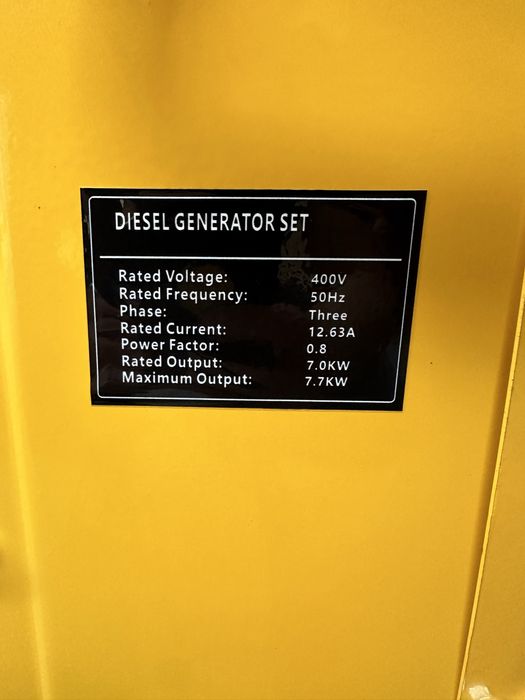 DIESEL GENERATOR SET
Rated Voltage: 400V
Rated Frequency: 50Hz
Phase: Three
Rated Current: 12.63A
Power Factor: 0.8
Rated Output: 7.0KW
Maximum Output: 7.7KW